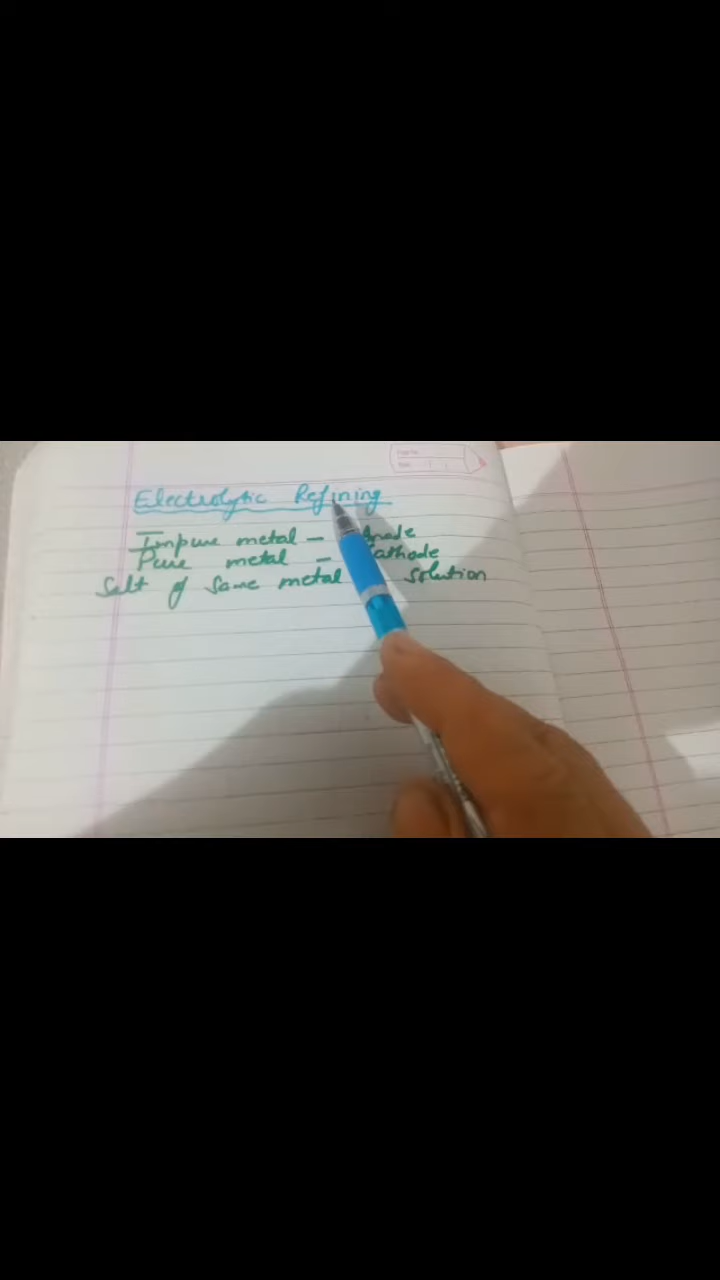 Electrolytic Refining
Impure metal - Anode
Pure metal - Cathode
Salt of same metal solution